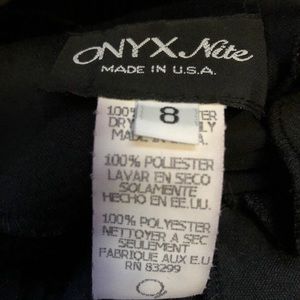 ONYX Nite
MADE IN U.S.A.
8
100%
DRY
MADE
100% POLIESTER
LAVAR EN SECO
SOLAMENTE
HECHO EN EE.UU.
100% POLYESTER
NETTOYER A SEC
SEULEMENT
FABRIQUE AUX E.U.
RN 83299